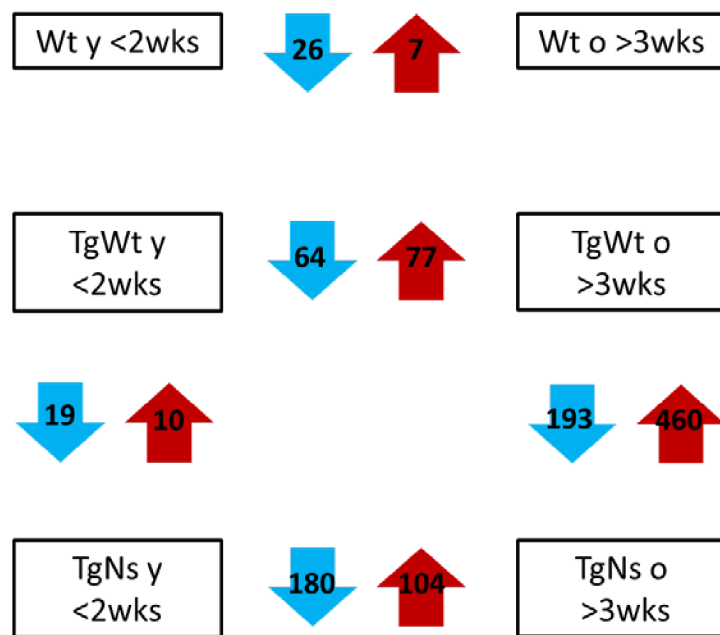 Wt y <2wks
26
7
Wt o >3wks
TgWt y
<2wks
64
77
TgWt o
>3wks
19
10
193
460
TgNs y
<2wks
180
104
TgNs o
>3wks